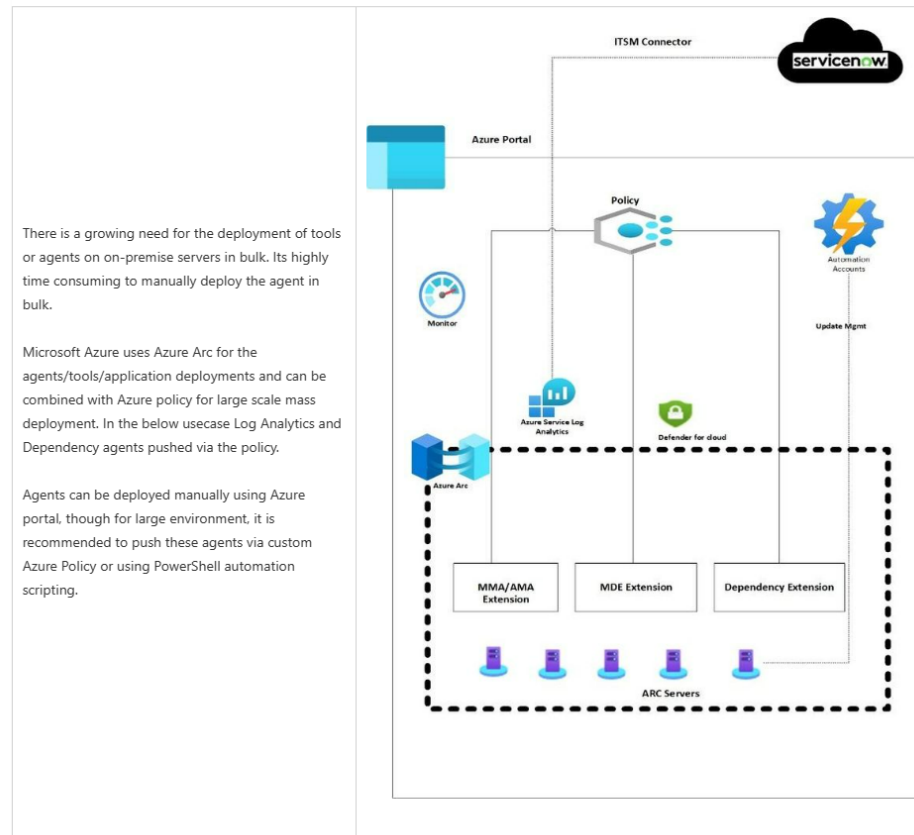 There is a growing need for the deployment of tools
or agents on on-premise servers in bulk. Its highly
time consuming to manually deploy the agent in
bulk.
Microsoft Azure uses Azure Arc for the
agents/tools/application deployments and can be
combined with Azure policy for large scale mass
deployment. In the below usecase Log Analytics and
Dependency agents pushed via the policy.
Agents can be deployed manually using Azure
portal, though for large environment, it is
recommended to push these agents via custom
Azure Policy or using PowerShell automation
scripting.
ITSM Connector
servicenow
Azure Portal
Policy
Automation
Accounts
Monitor
Update Mgmt
Azure Service Log
Analytics
Defender for cloud
Azure Arc
MMA/AMA
Extension
MDE Extension
Dependency Extension
ARC Servers